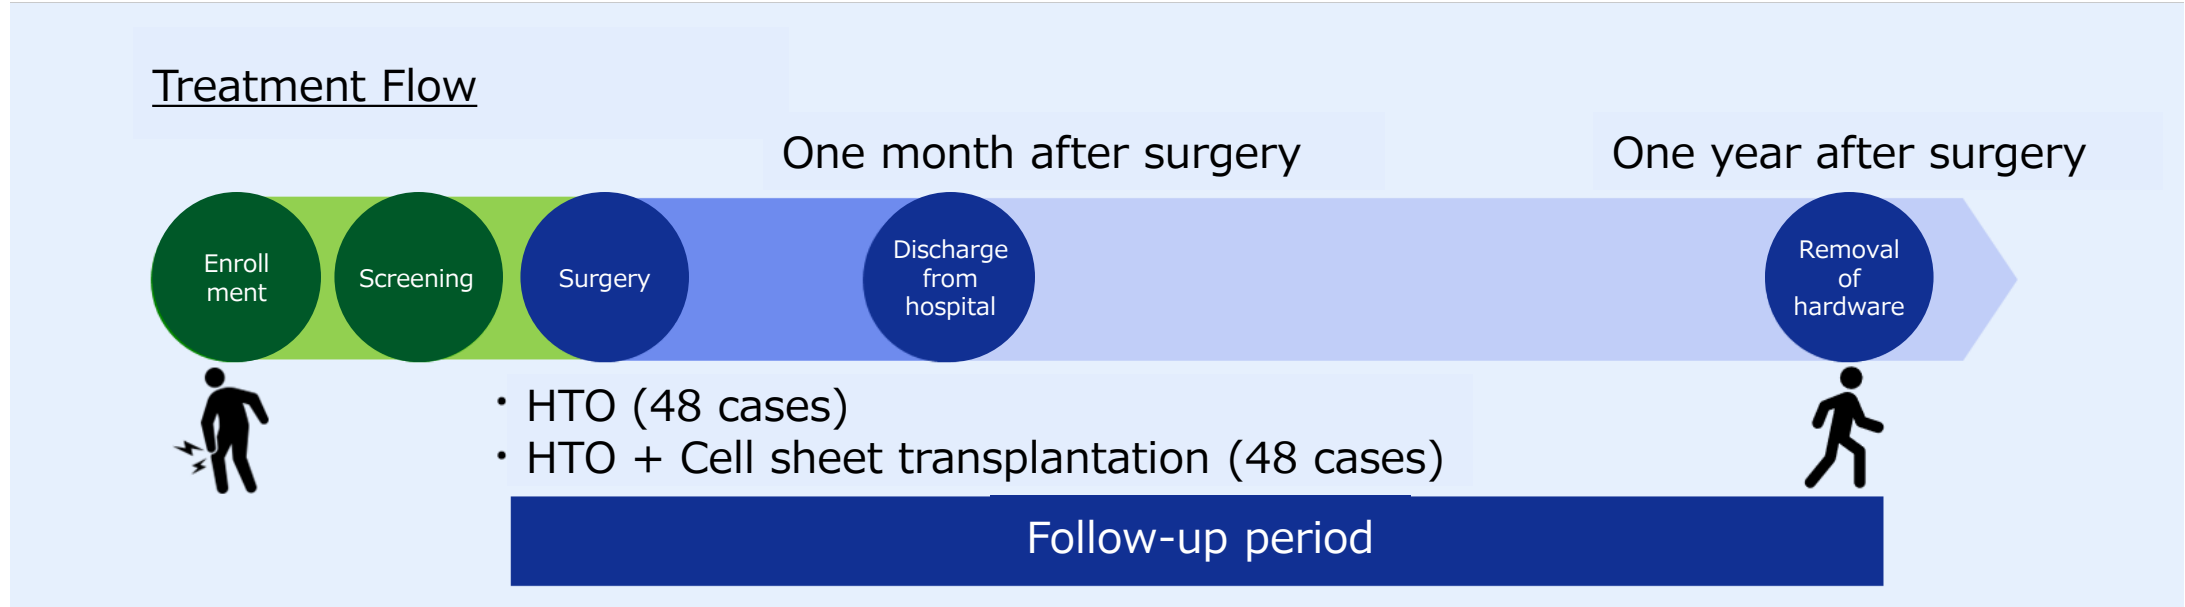 Treatment Flow
One month after surgery
One year after surgery
Enroll
ment
Screening
Surgery
Discharge
from
hospital
Removal
of
hardware
・HTO (48 cases)
・HTO + Cell sheet transplantation (48 cases)
Follow-up period